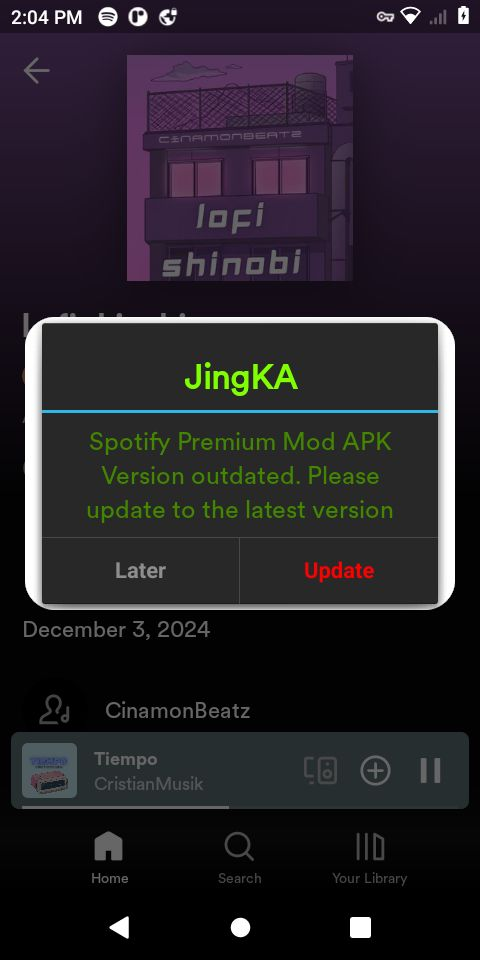 2:04 PM
CINAMONBEATZ
lofi
shinobi
JingKA
Spotify Premium Mod APK
Version outdated. Please
update to the latest version
Later
Update
December 3, 2024
CinamonBeatz
TIEMPO
Tiempo
CristianMusik
Home
Search
Your Library